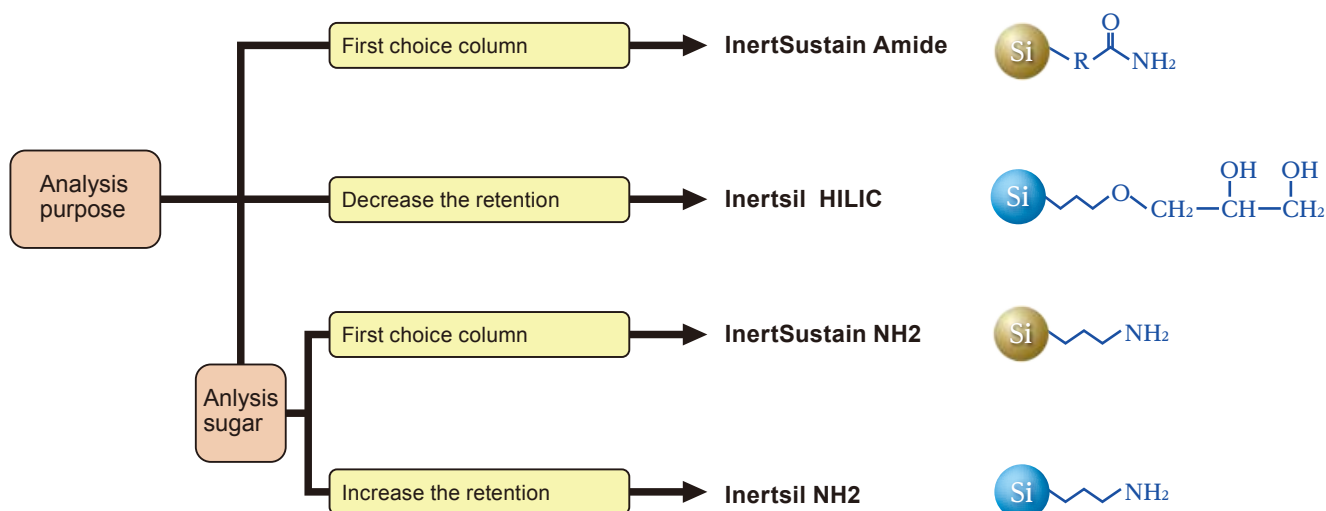 First choice column
InertSustain Amide
Si
R
O
NH₂
Analysis
purpose
Decrease the retention
Inertsil HILIC
Si
O
CH₂
OH
CH
OH
CH₂
First choice column
InertSustain NH2
Si
NH₂
Anlysis
sugar
Increase the retention
Inertsil NH2
Si
NH₂